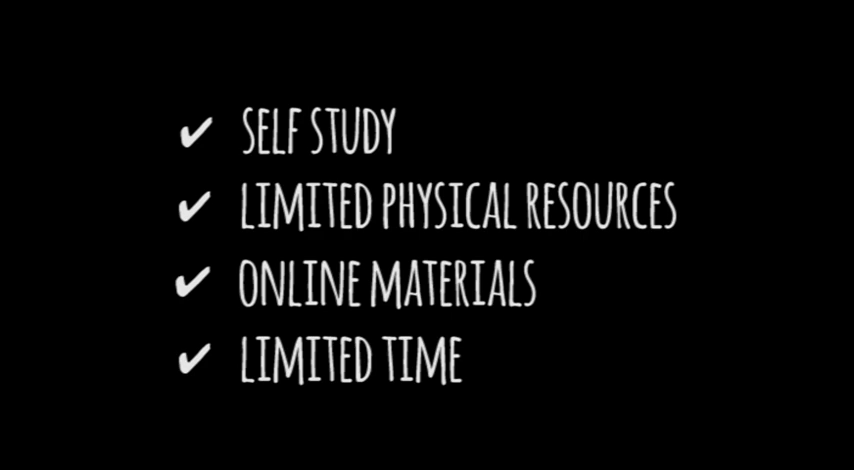 ✔ SELF STUDY
✔ LIMITED PHYSICAL RESOURCES
✔ ONLINE MATERIALS
✔ LIMITED TIME